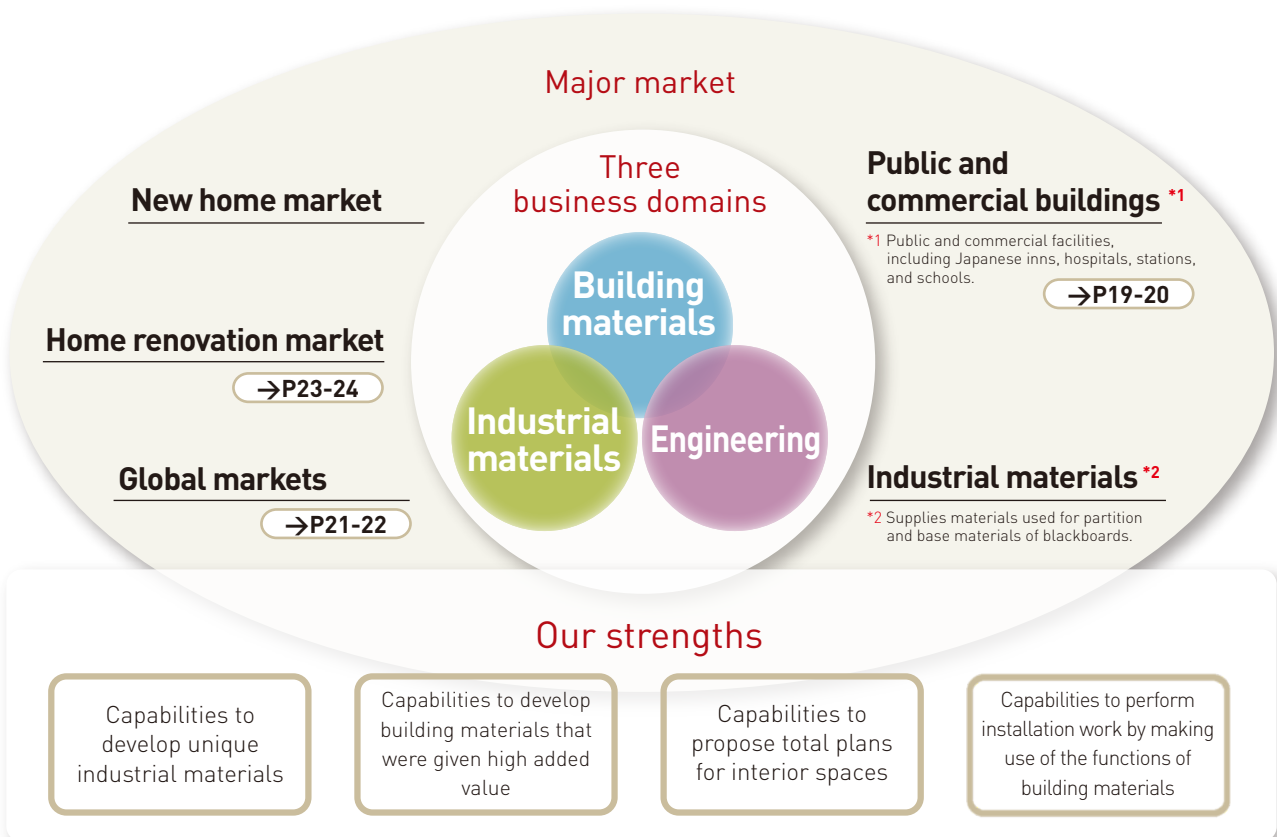 Major market
Three
business domains
Building
materials
Industrial
materials
Engineering
New home market
Home renovation market
→P23-24
Global markets
→P21-22
Public and
commercial buildings *1
*1 Public and commercial facilities,
including Japanese inns, hospitals, stations,
and schools.
→P19-20
Industrial materials *2
*2 Supplies materials used for partition
and base materials of blackboards.
Our strengths
Capabilities to
develop unique
industrial materials
Capabilities to develop
building materials that
were given high added
value
Capabilities to
propose total plans
for interior spaces
Capabilities to perform
installation work by making
use of the functions of
building materials